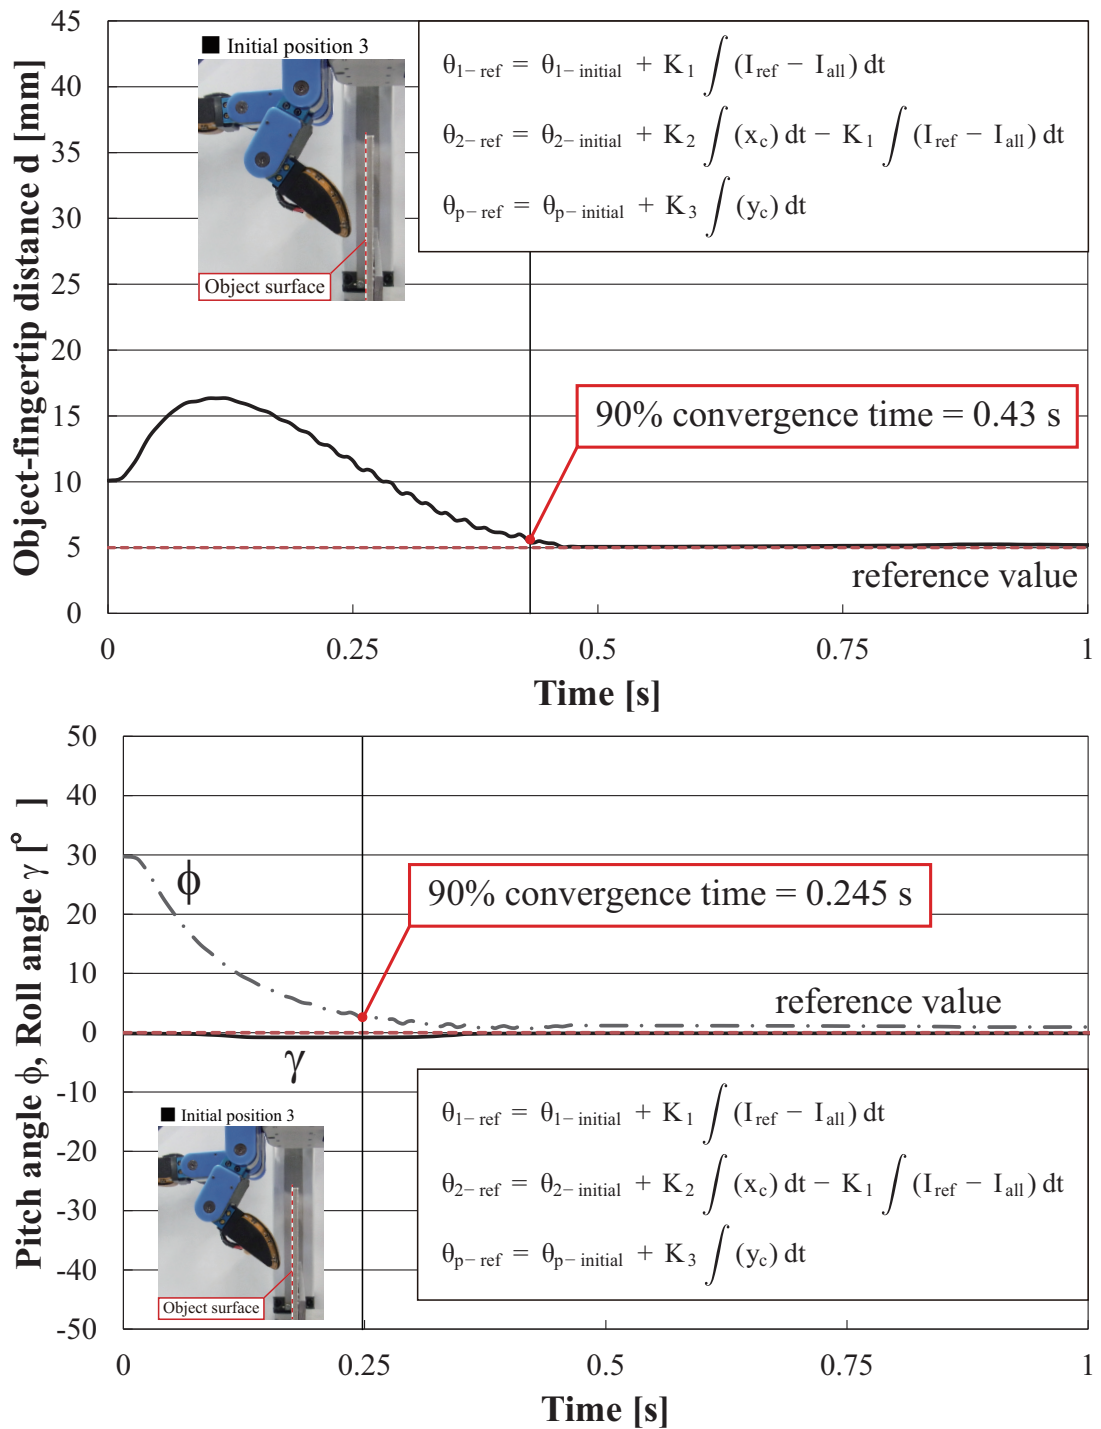 45
40
35
30
25
20
15
10
5
0
Object-fingertip distance d [mm]
■ Initial position 3
Object surface
θ1-ref = θ1-initial + K1 ∫ (Iref − Iall) dt
θ2-ref = θ2-initial + K2 ∫ (xc) dt − K1 ∫ (Iref − Iall) dt
θp-ref = θp-initial + K3 ∫ (yc) dt
90% convergence time = 0.43 s
reference value
0 0.25 0.5 0.75 1
Time [s]
50
40
30
20
10
0
-10
-20
-30
-40
-50
Pitch angle ϕ, Roll angle γ [° ]
ϕ
90% convergence time = 0.245 s
reference value
γ
■ Initial position 3
Object surface
θ1-ref = θ1-initial + K1 ∫ (Iref − Iall) dt
θ2-ref = θ2-initial + K2 ∫ (xc) dt − K1 ∫ (Iref − Iall) dt
θp-ref = θp-initial + K3 ∫ (yc) dt
0 0.25 0.5 0.75 1
Time [s]